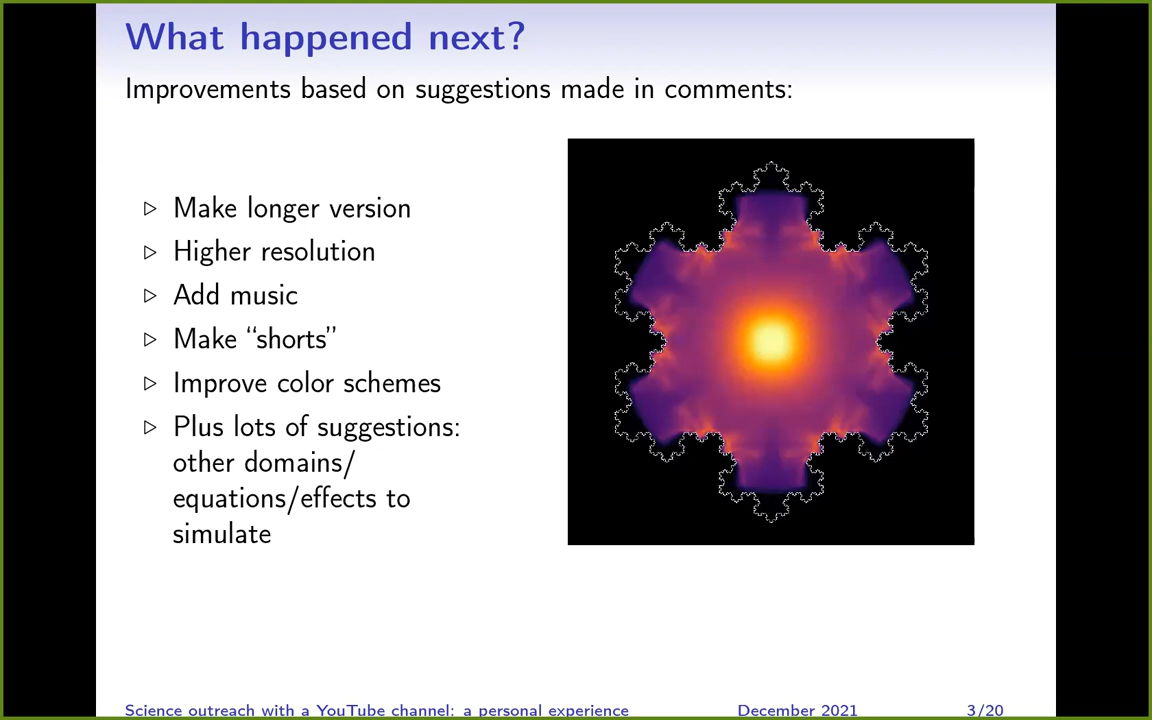 What happened next?
Improvements based on suggestions made in comments:
▷ Make longer version
▷ Higher resolution
▷ Add music
▷ Make “shorts”
▷ Improve color schemes
▷ Plus lots of suggestions:
other domains/
equations/effects to
simulate
Science outreach with a YouTube channel: a personal experience December 2021 3/20